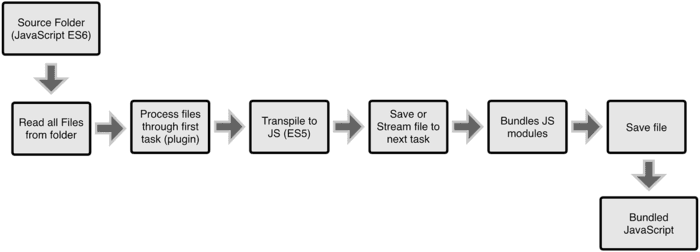 Source Folder
(JavaScript ES6)
Read all Files
from folder
Process files
through first
task (plugin)
Transpile to
JS (ES5)
Save or
Stream file to
next task
Bundles JS
modules
Save file
Bundled
JavaScript